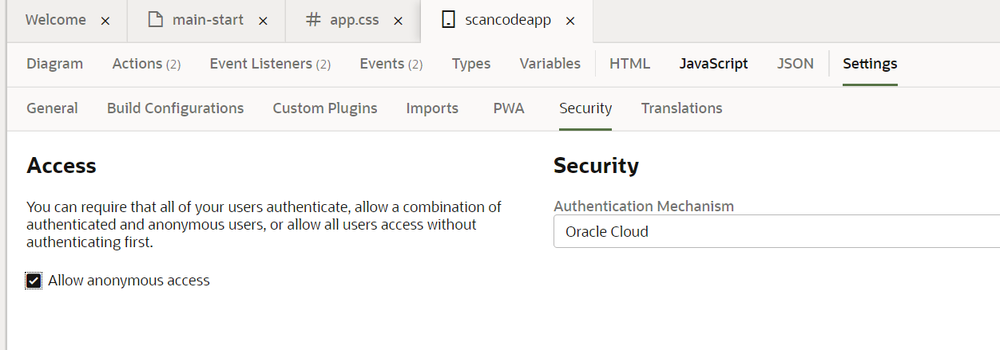 Welcome × main-start × # app.css × scancodeapp ×
Diagram Actions (2) Event Listeners (2) Events (2) Types Variables HTML JavaScript JSON Settings
General Build Configurations Custom Plugins Imports PWA Security Translations
Access
Security
You can require that all of your users authenticate, allow a combination of
authenticated and anonymous users, or allow all users access without
authenticating first.
Authentication Mechanism
Oracle Cloud
Allow anonymous access